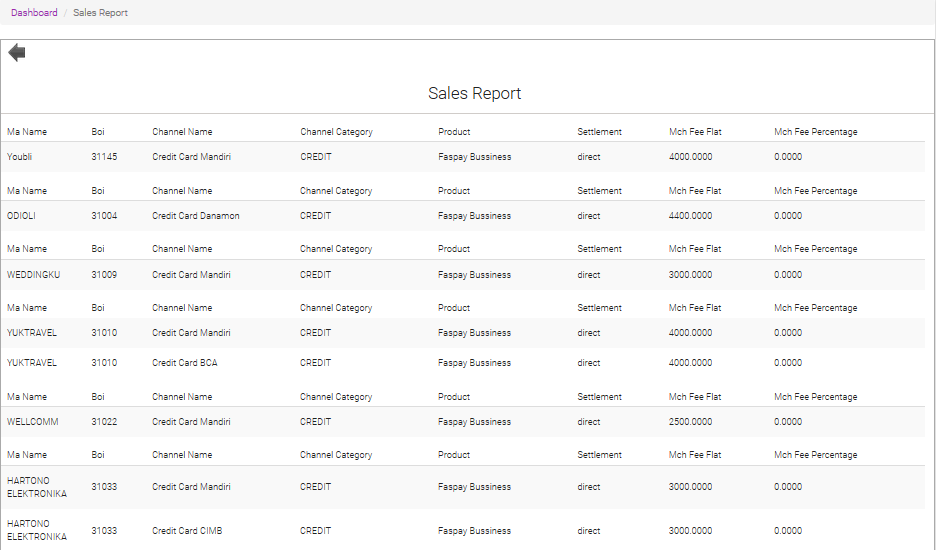 Dashboard / Sales Report
Sales Report
Ma Name Boi Channel Name Channel Category Product Settlement Mch Fee Flat Mch Fee Percentage
Youbli 31145 Credit Card Mandiri CREDIT Faspay Bussiness direct 4000.0000 0.0000
Ma Name Boi Channel Name Channel Category Product Settlement Mch Fee Flat Mch Fee Percentage
ODIOLI 31004 Credit Card Danamon CREDIT Faspay Bussiness direct 4400.0000 0.0000
Ma Name Boi Channel Name Channel Category Product Settlement Mch Fee Flat Mch Fee Percentage
WEDDINGKU 31009 Credit Card Mandiri CREDIT Faspay Bussiness direct 3000.0000 0.0000
Ma Name Boi Channel Name Channel Category Product Settlement Mch Fee Flat Mch Fee Percentage
YUKTRAVEL 31010 Credit Card Mandiri CREDIT Faspay Bussiness direct 4000.0000 0.0000
YUKTRAVEL 31010 Credit Card BCA CREDIT Faspay Bussiness direct 4000.0000 0.0000
Ma Name Boi Channel Name Channel Category Product Settlement Mch Fee Flat Mch Fee Percentage
WELLCOMM 31022 Credit Card Mandiri CREDIT Faspay Bussiness direct 2500.0000 0.0000
Ma Name Boi Channel Name Channel Category Product Settlement Mch Fee Flat Mch Fee Percentage
HARTONO
ELEKTRONIKA 31033 Credit Card Mandiri CREDIT Faspay Bussiness direct 3000.0000 0.0000
HARTONO
ELEKTRONIKA 31033 Credit Card CIMB CREDIT Faspay Bussiness direct 3000.0000 0.0000